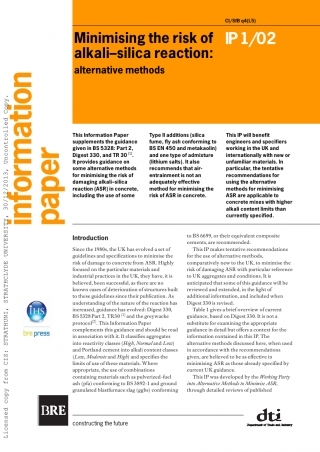 CI/SfB q4(L5)
Minimising the risk of
alkali–silica reaction:
alternative methods
IP 1/02
information
paper
This Information Paper
supplements the guidance
given in BS 5328: Part 2,
Digest 330, and TR 30 [1].
It provides guidance on
some alternative methods
for minimising the risk of
damaging alkali-silica
reaction (ASR) in concrete,
including the use of some
Type II additions (silica
fume, fly ash conforming to
BS EN 450 and metakaolin)
and one type of admixture
(lithium salts). It also
recommends that air-
entrainment is not an
adequately effective
method for minimising the
risk of ASR in concrete.
This IP will benefit
engineers and specifiers
working in the UK and
internationally with new or
unfamiliar materials. In
particular, the tentative
recommendations for
using the alternative
methods for minimising
ASR are applicable to
concrete mixes with higher
alkali content limits than
currently specified.
Introduction
Since the 1980s, the UK has evolved a set of
guidelines and specifications to minimise the
risk of damage to concrete from ASR. Highly
focused on the particular materials and
industrial practices in the UK, they have, it is
believed, been successful, as there are no
known cases of deterioration of structures built
to these guidelines since their publication. As
understanding of the nature of the reaction has
increased, guidance has evolved: Digest 330,
BS 5328 Part 2, TR30 [1] and the greywacke
protocol[2]. This Information Paper
complements this guidance and should be read
in association with it. It classifies aggregates
into reactivity classes (High, Normal and Low)
and Portland cement into alkali content classes
(Low, Moderate and High) and specifies the
limits of use of these materials. Where
appropriate, the use of combinations
containing materials such as pulverized-fuel
ash (pfa) conforming to BS 3892-1 and ground
granulated blastfurnace slag (ggbs) conforming
to BS 6699, or their equivalent composite
cements, are recommended.
This IP makes tentative recommendations
for the use of alternative methods,
comparatively new to the UK, to minimise the
risk of damaging ASR with particular reference
to UK aggregates and conditions. It is
anticipated that some of this guidance will be
reviewed and extended, in the light of
additional information, and included when
Digest 330 is revised.
Table 1 gives a brief overview of current
guidance, based on Digest 330. It is not a
substitute for examining the appropriate
guidance in detail but offers a context for the
information contained in this IP. The
alternative methods discussed here, when used
in accordance with the recommendations
given, are believed to be as effective in
minimising ASR as those already specified by
current UK guidance.
This IP was developed by the Working Party
into Alternative Methods to Minimise ASR,
through detailed reviews of published
IHS
bre press
BRE
constructing the future
dti
Department of Trade and Industry
Licensed copy from CIS: STRATHUNI, STRATHCLYDE UNIVERSITY, 30/12/2013, Uncontrolled Copy.